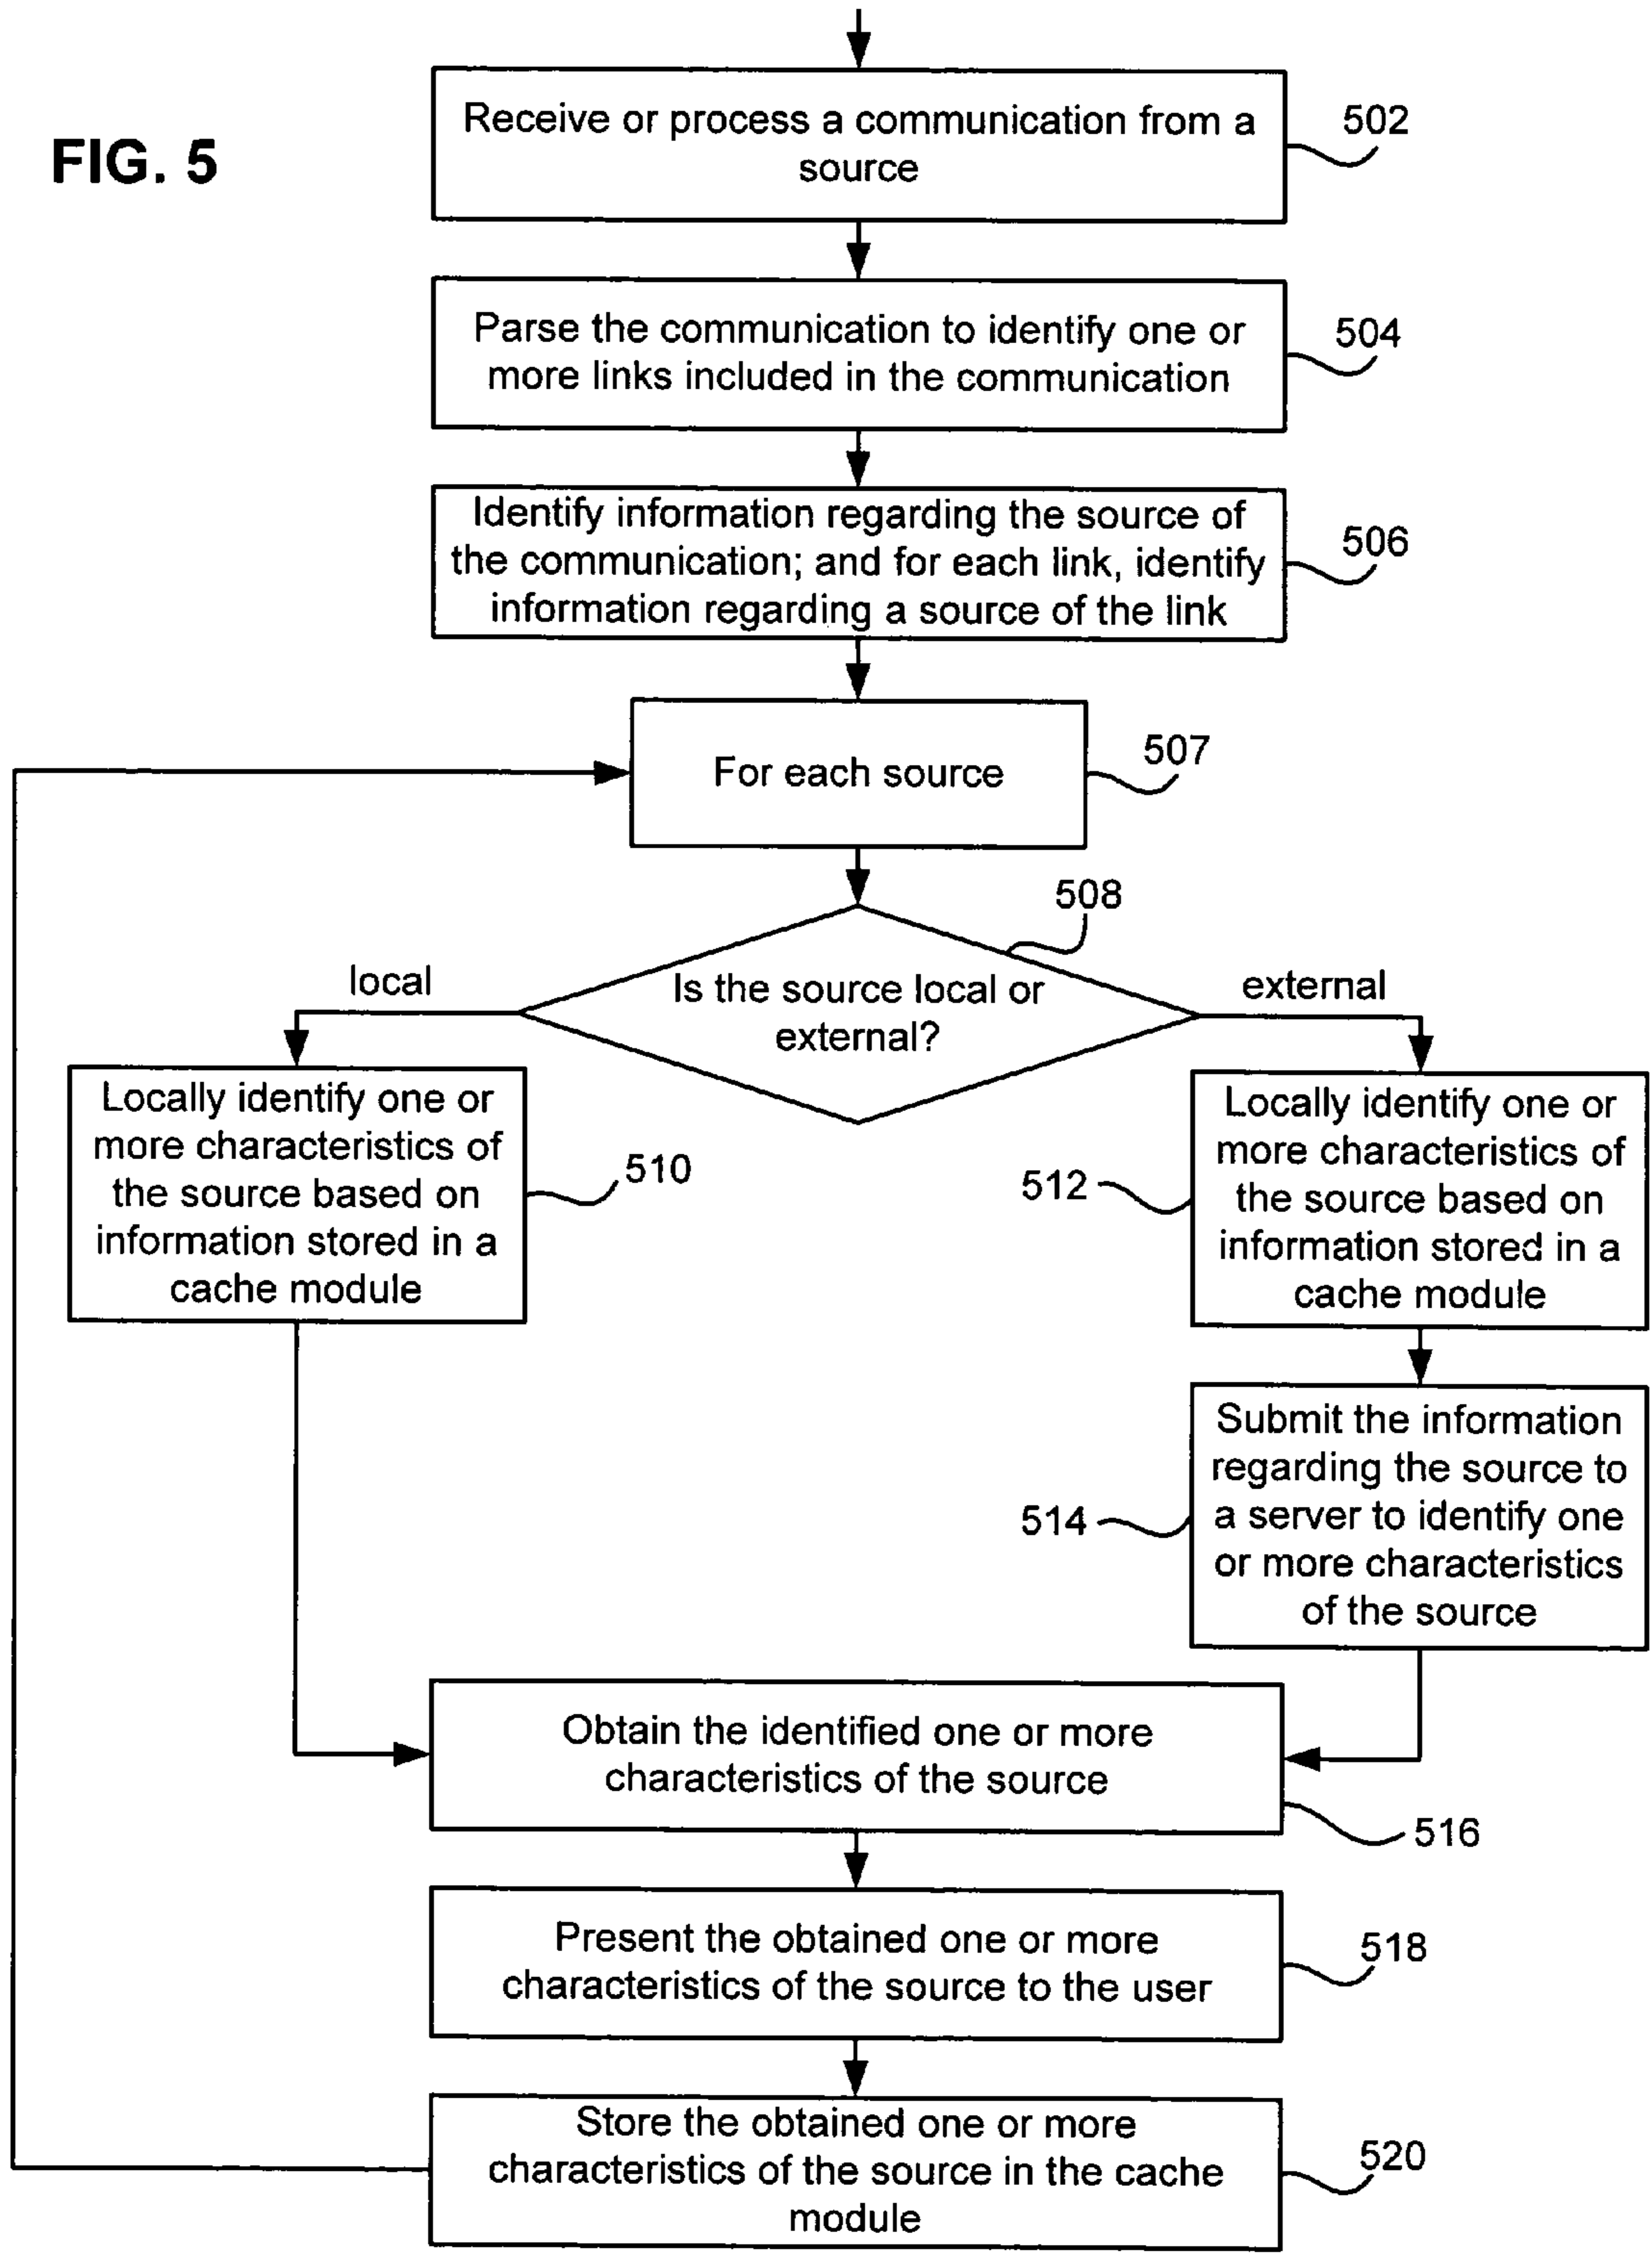 FIG. 5
Receive or process a communication from a
source
502
Parse the communication to identify one or
more links included in the communication
504
Identify information regarding the source of
the communication; and for each link, identify
information regarding a source of the link
506
For each source
507
508
Is the source local or
external?
local
external
Locally identify one or
more characteristics of
the source based on
information stored in a
cache module
510
512
Locally identify one or
more characteristics of
the source based on
information stored in a
cache module
514
Submit the information
regarding the source to
a server to identify one
or more characteristics
of the source
Obtain the identified one or more
characteristics of the source
516
Present the obtained one or more
characteristics of the source to the user
518
Store the obtained one or more
characteristics of the source in the cache
module
520